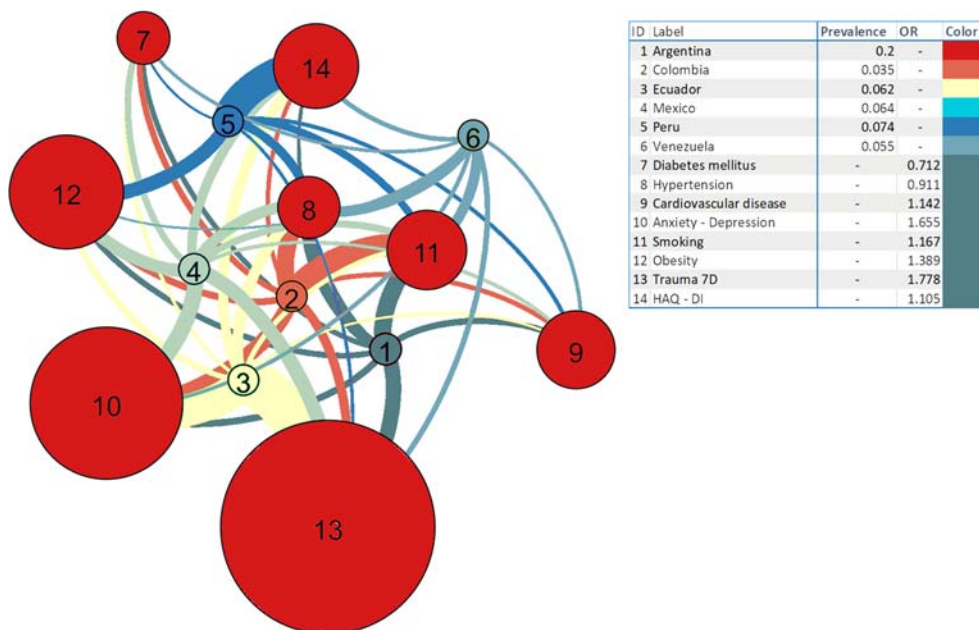 7
14
5
6
12
8
11
4
2
1
9
3
10
13
ID Label Prevalence OR Color
1 Argentina 0.2 -
2 Colombia 0.035 -
3 Ecuador 0.062 -
4 Mexico 0.064 -
5 Peru 0.074 -
6 Venezuela 0.055 -
7 Diabetes mellitus - 0.712
8 Hypertension - 0.911
9 Cardiovascular disease - 1.142
10 Anxiety - Depression - 1.655
11 Smoking - 1.167
12 Obesity - 1.389
13 Trauma 7D - 1.778
14 HAQ - DI - 1.105